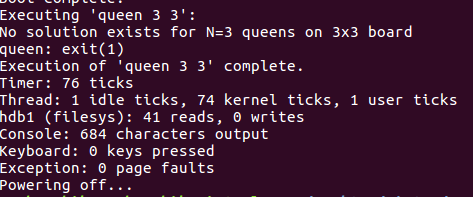 Boot complete.
Executing 'queen 3 3':
No solution exists for N=3 queens on 3x3 board
queen: exit(1)
Execution of 'queen 3 3' complete.
Timer: 76 ticks
Thread: 1 idle ticks, 74 kernel ticks, 1 user ticks
hdb1 (filesys): 41 reads, 0 writes
Console: 684 characters output
Keyboard: 0 keys pressed
Exception: 0 page faults
Powering off...